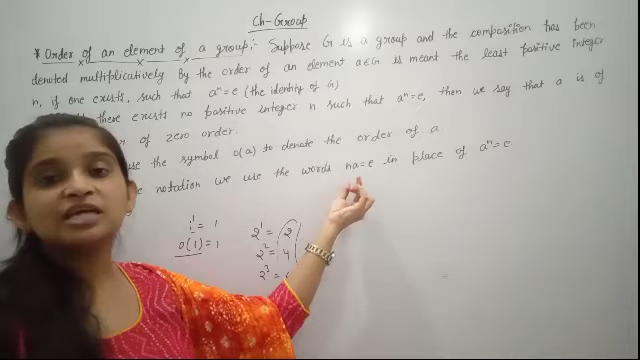 Ch-Group
* Order of an element of a group:- Suppose G is a group and the composition has been
denoted multiplicatively By the order of an element a∈G is meant the least positive integer
n, if one exists, such that aⁿ=e (the identity of G)
there exists no positive integer n such that aⁿ=e, then we say that a is of
of zero order.
use the symbol o(a) to denote the order of a
notation we use the words na=e in place of aⁿ=e
1¹ = 1
o(1) = 1
2¹ = 2
2² = 4
2³ =